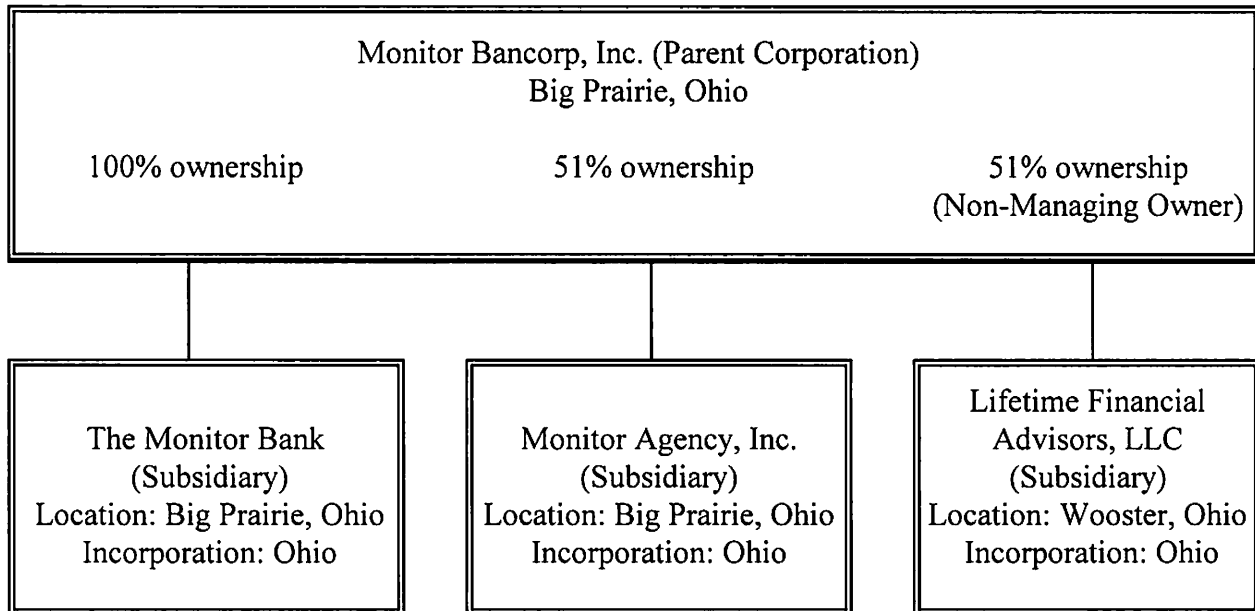 Monitor Bancorp, Inc. (Parent Corporation)
Big Prairie, Ohio
100% ownership
51% ownership
51% ownership
(Non-Managing Owner)
The Monitor Bank
(Subsidiary)
Location: Big Prairie, Ohio
Incorporation: Ohio
Monitor Agency, Inc.
(Subsidiary)
Location: Big Prairie, Ohio
Incorporation: Ohio
Lifetime Financial
Advisors, LLC
(Subsidiary)
Location: Wooster, Ohio
Incorporation: Ohio